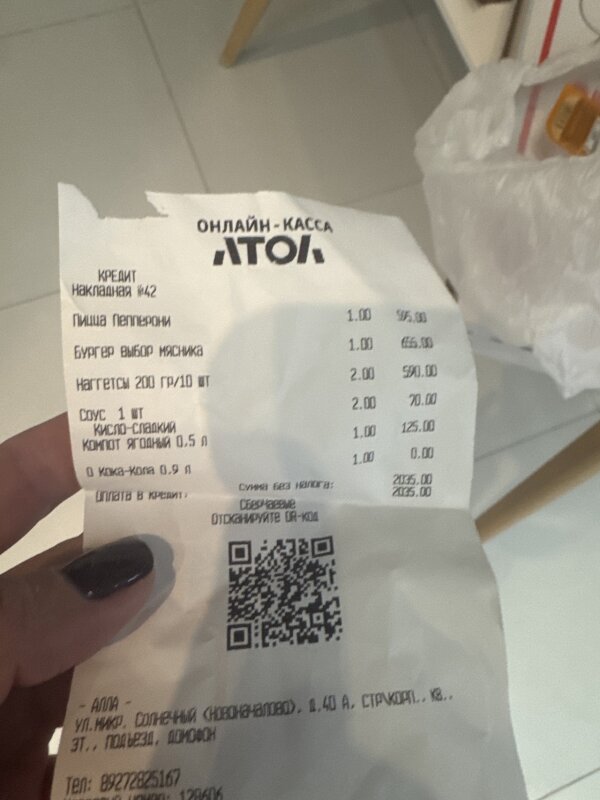 ОНЛАЙН-КАССА
АТОЛ
КРЕДИТ
Накладная №42
Пицца Пепперони 1.00 595.00
Бургер выбор мясника 1.00 655.00
Наггетсы 200 гр/10 шт 2.00 590.00
Соус 1 шт 2.00 70.00
Кисло-сладкий
Компот ягодный 0.5 л 1.00 125.00
О Кока-Кола 0.9 л 1.00 0.00
Сумма без налога: 2035.00
Оплата в кредит: 2035.00
Сберчаевые
Отсканируйте QR-код
- АЛЛА -
ул.мкр. Солнечный (Новоначалово), д.40 А, стр\корп., кв.,
эт., подъезд, домофон
Тел: 89272825167
128606